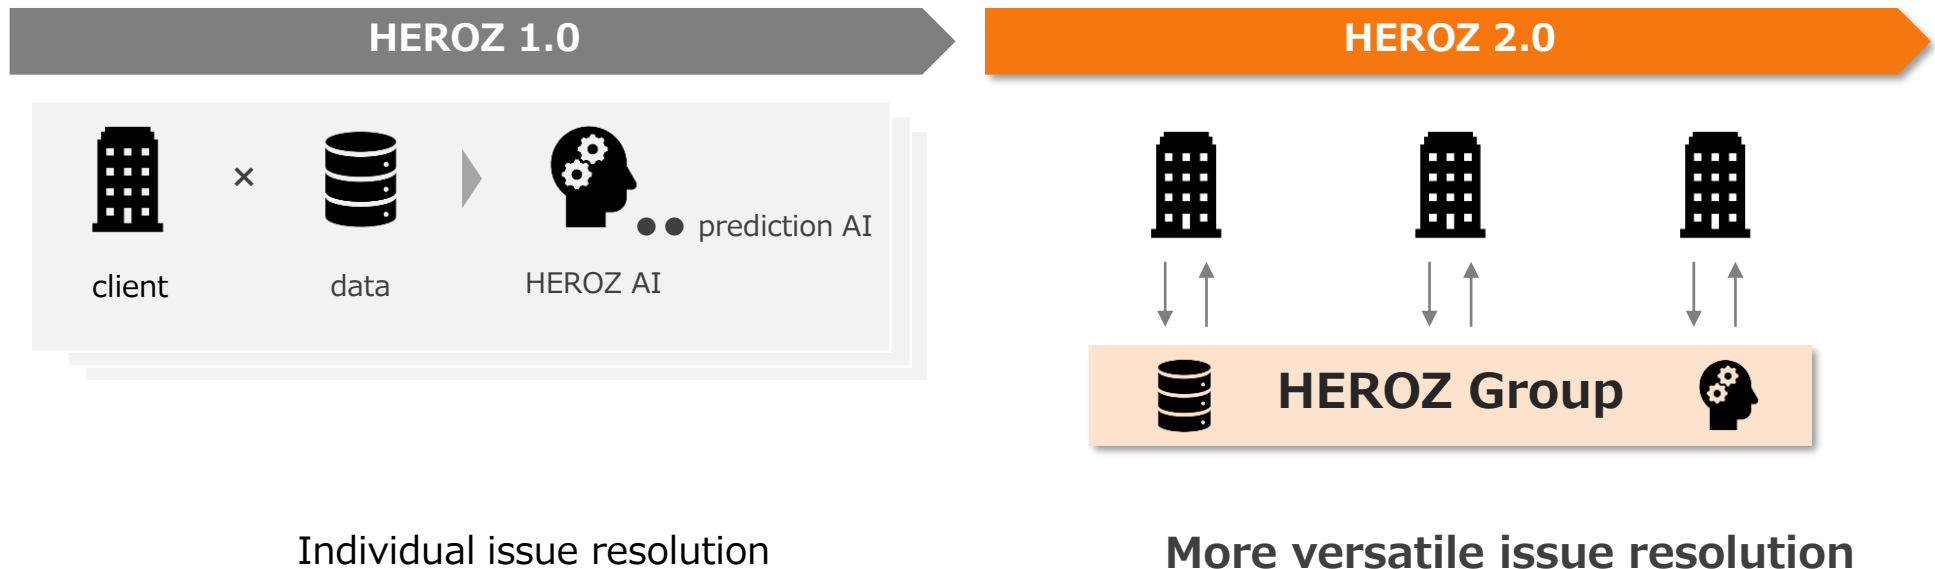 HEROZ 1.0
×
●● prediction AI
client
data
HEROZ AI
Individual issue resolution
HEROZ 2.0
HEROZ Group
More versatile issue resolution